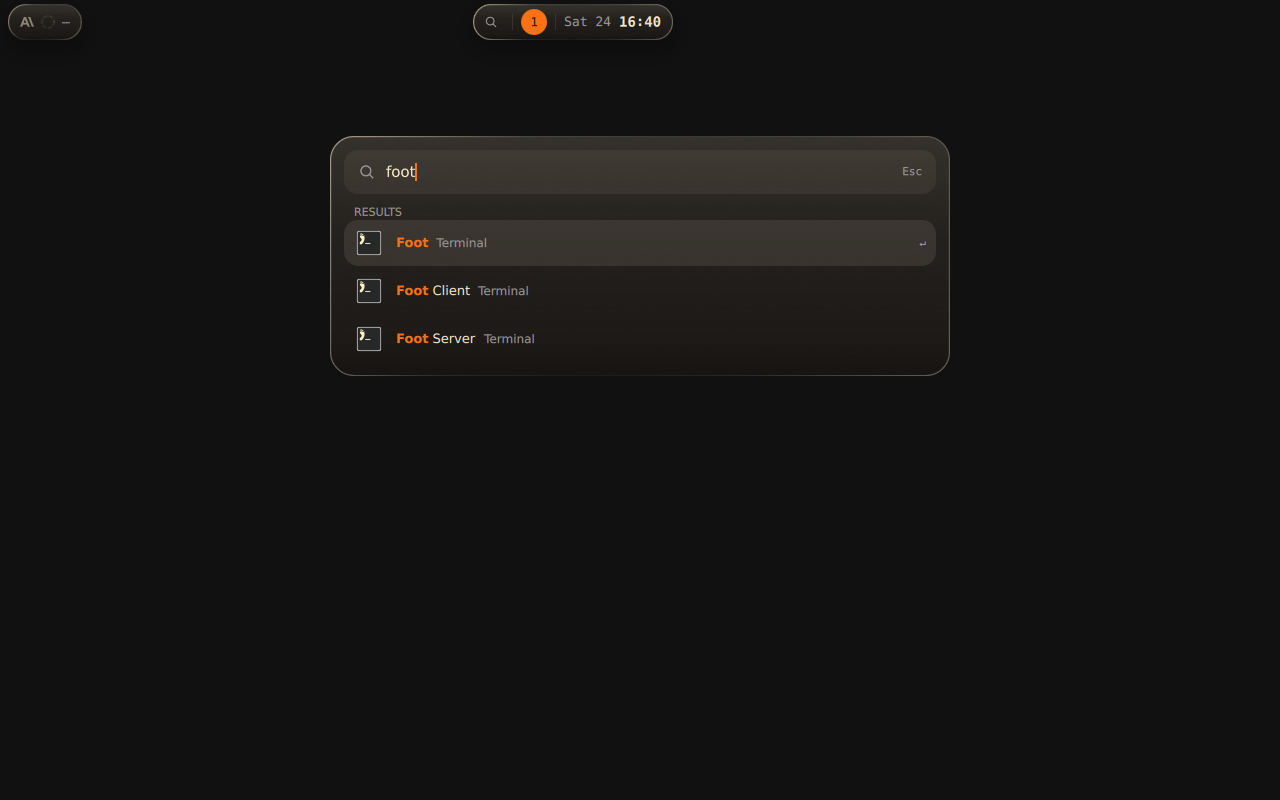 A\ –
1 Sat 24 16:40
foot Esc
RESULTS
Foot Terminal ↵
Foot Client Terminal
Foot Server Terminal